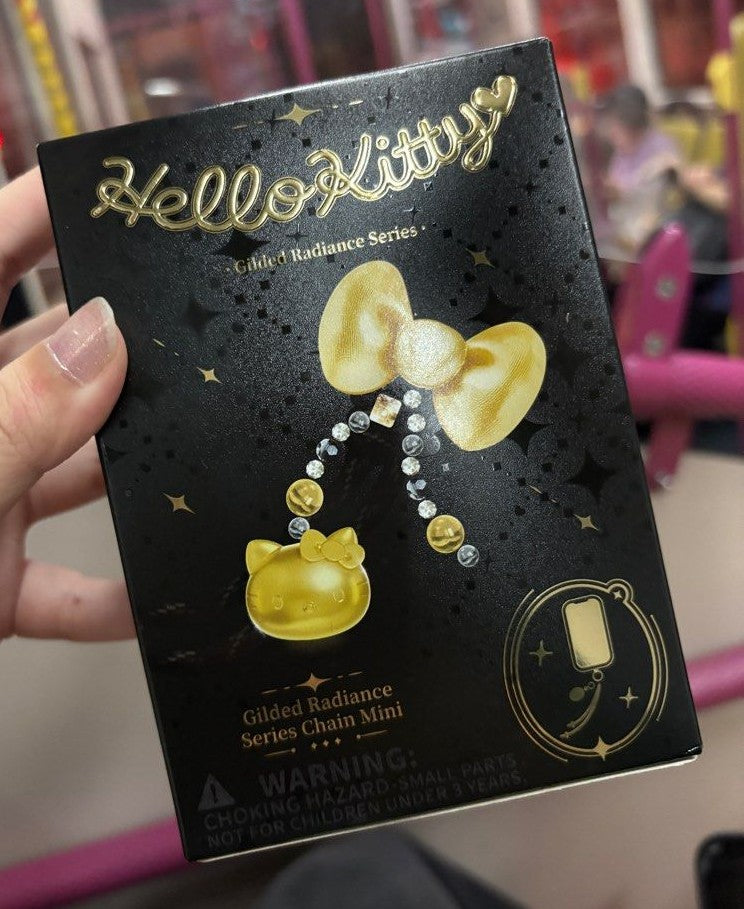 Hello Kitty
· Gilded Radiance Series ·
Gilded Radiance
Series Chain Mini
WARNING:
CHOKING HAZARD-SMALL PARTS
NOT FOR CHILDREN UNDER 3 YEARS.